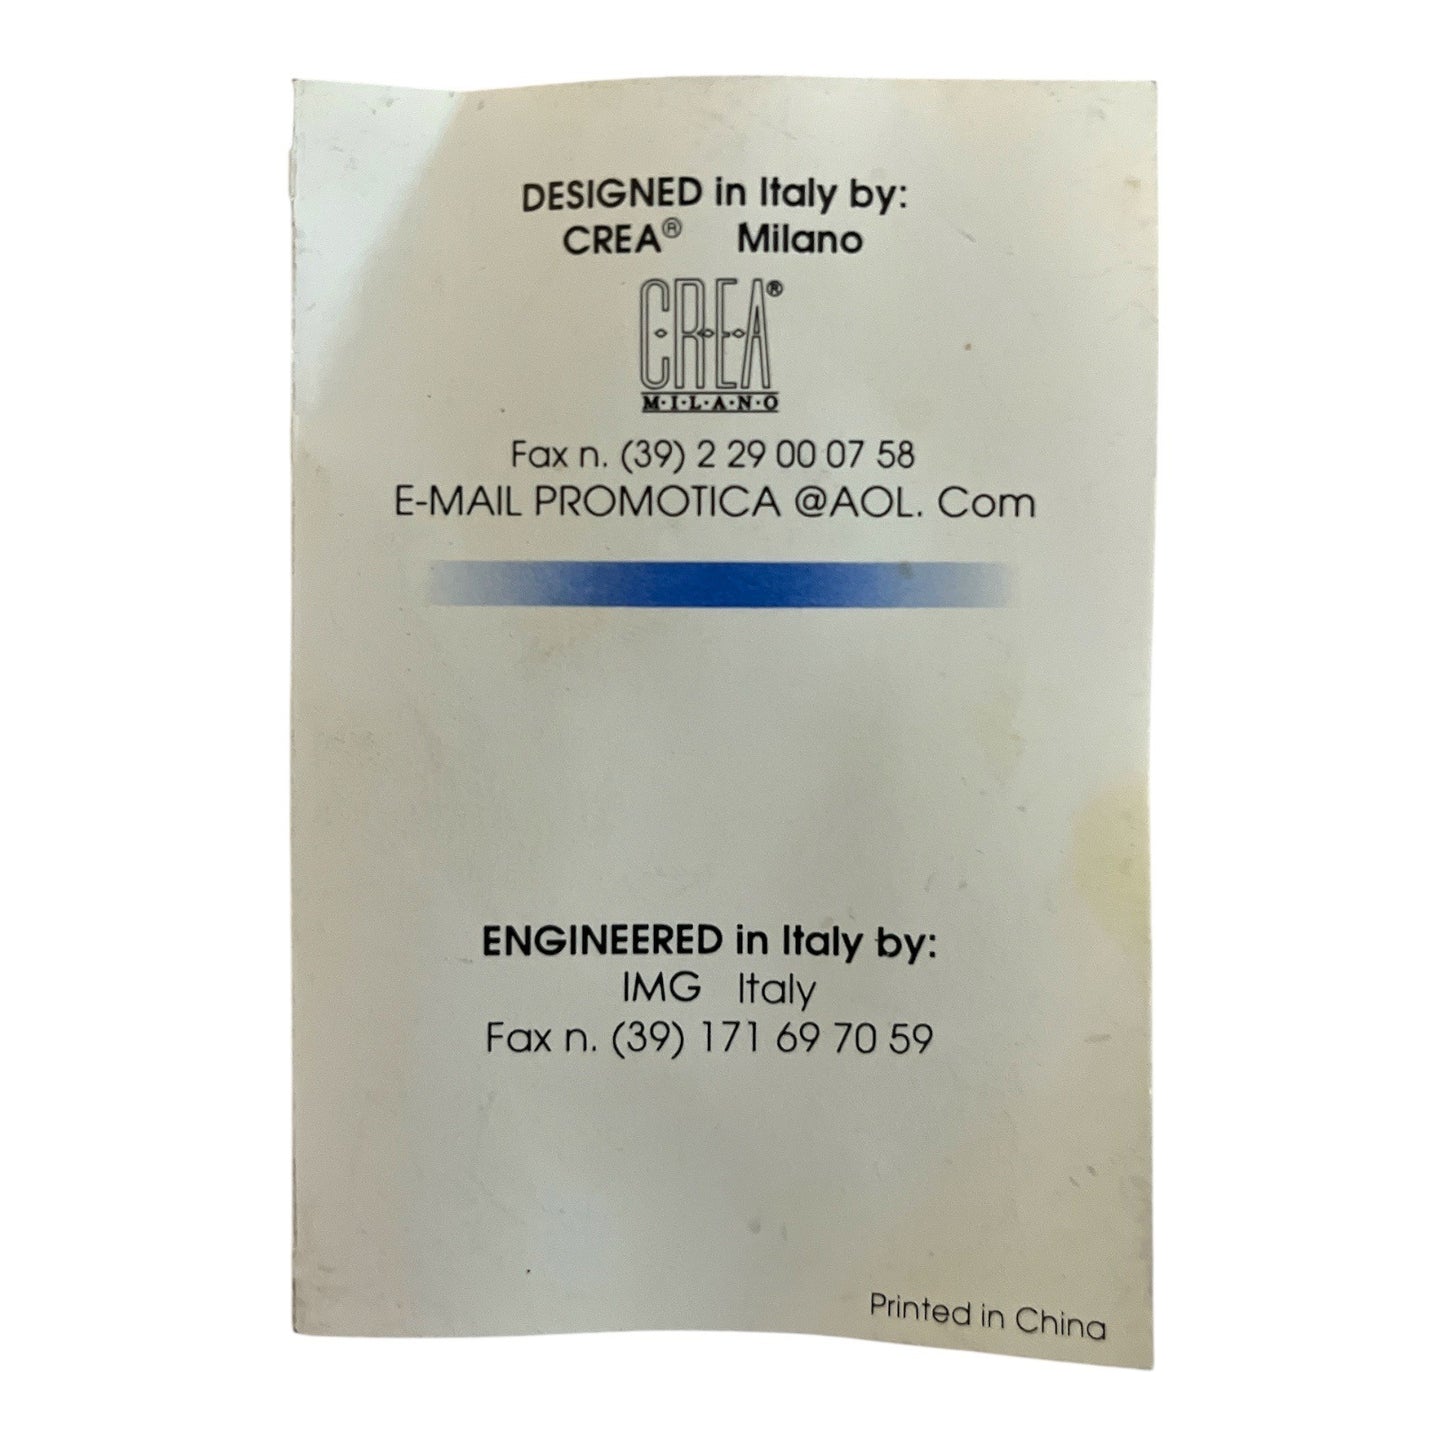 DESIGNED in Italy by:
CREA® Milano
CREA®
M·I·L·A·N·O
Fax n. (39) 2 29 00 07 58
E-MAIL PROMOTICA @AOL. Com
ENGINEERED in Italy by:
IMG Italy
Fax n. (39) 171 69 70 59
Printed in China